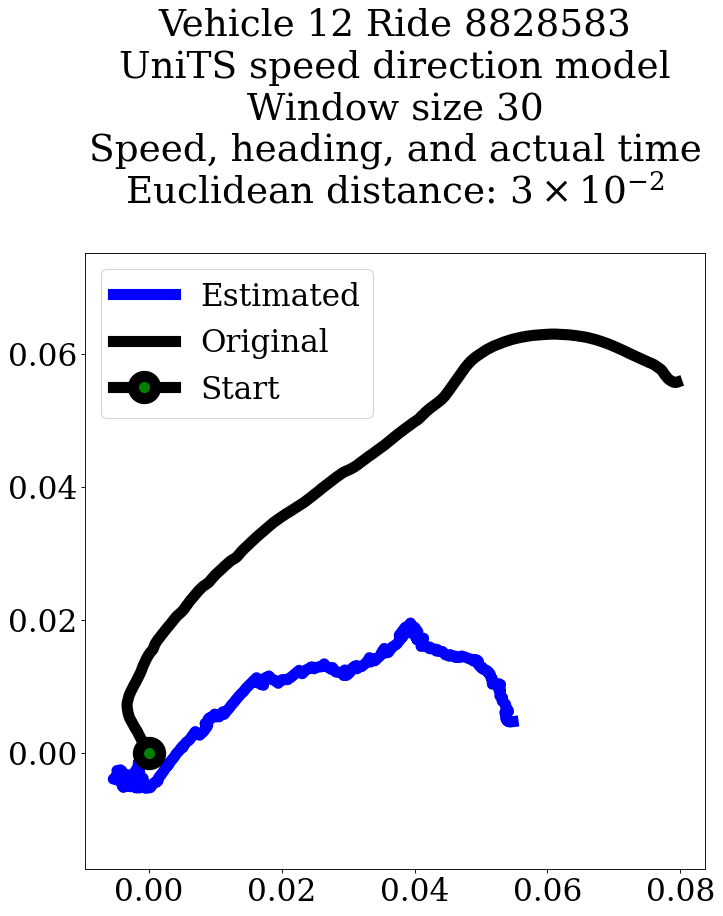 Vehicle 12 Ride 8828583
UniTS speed direction model
Window size 30
Speed, heading, and actual time
Euclidean distance: 3 × 10⁻²
Estimated
Original
Start
0.06
0.04
0.02
0.00
0.00 0.02 0.04 0.06 0.08